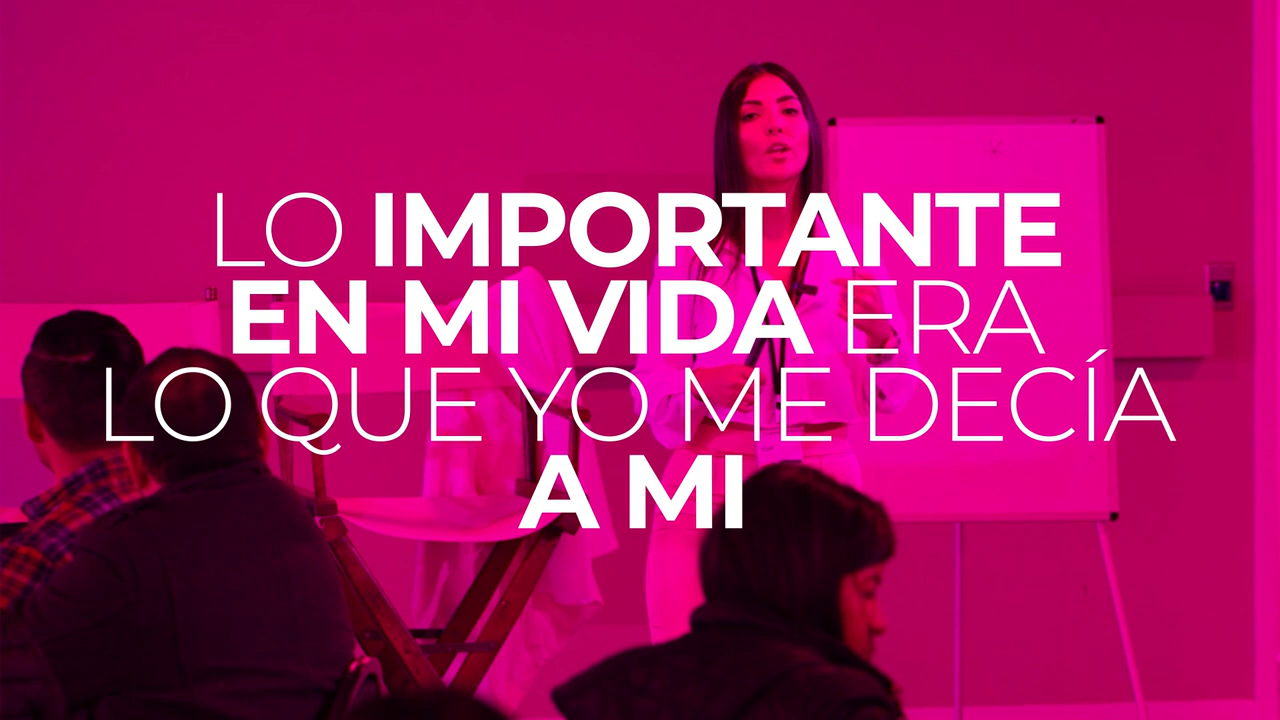 LO IMPORTANTE
EN MI VIDA ERA
LO QUE YO ME DECÍA
A MI